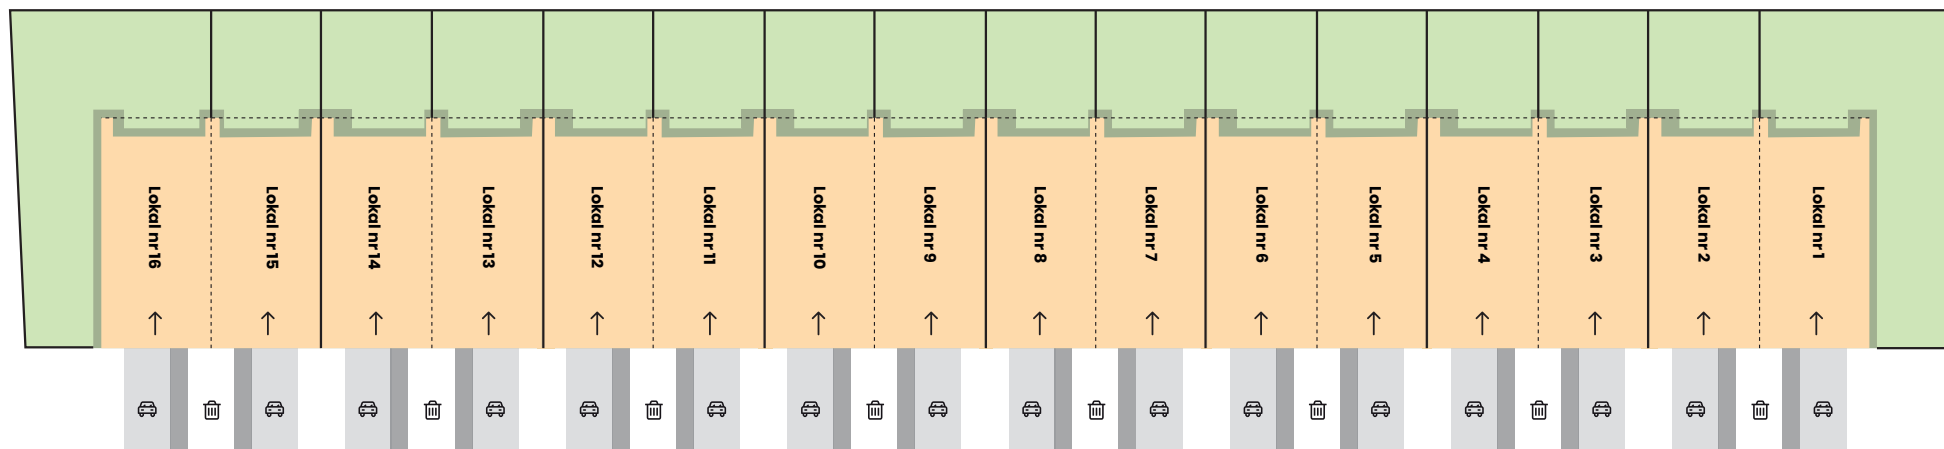 Lokal nr 16
Lokal nr 15
Lokal nr 14
Lokal nr 13
Lokal nr 12
Lokal nr 11
Lokal nr 10
Lokal nr 9
Lokal nr 8
Lokal nr 7
Lokal nr 6
Lokal nr 5
Lokal nr 4
Lokal nr 3
Lokal nr 2
Lokal nr 1